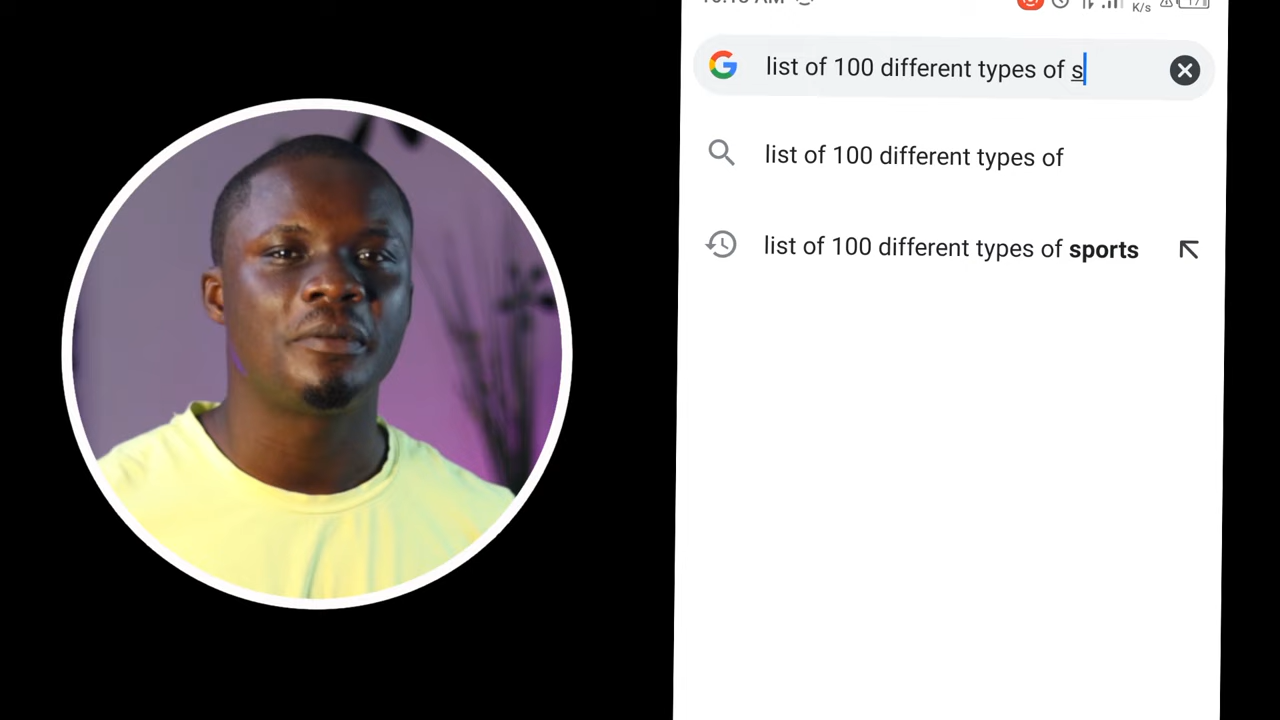 list of 100 different types of s
list of 100 different types of
list of 100 different types of sports
K/s